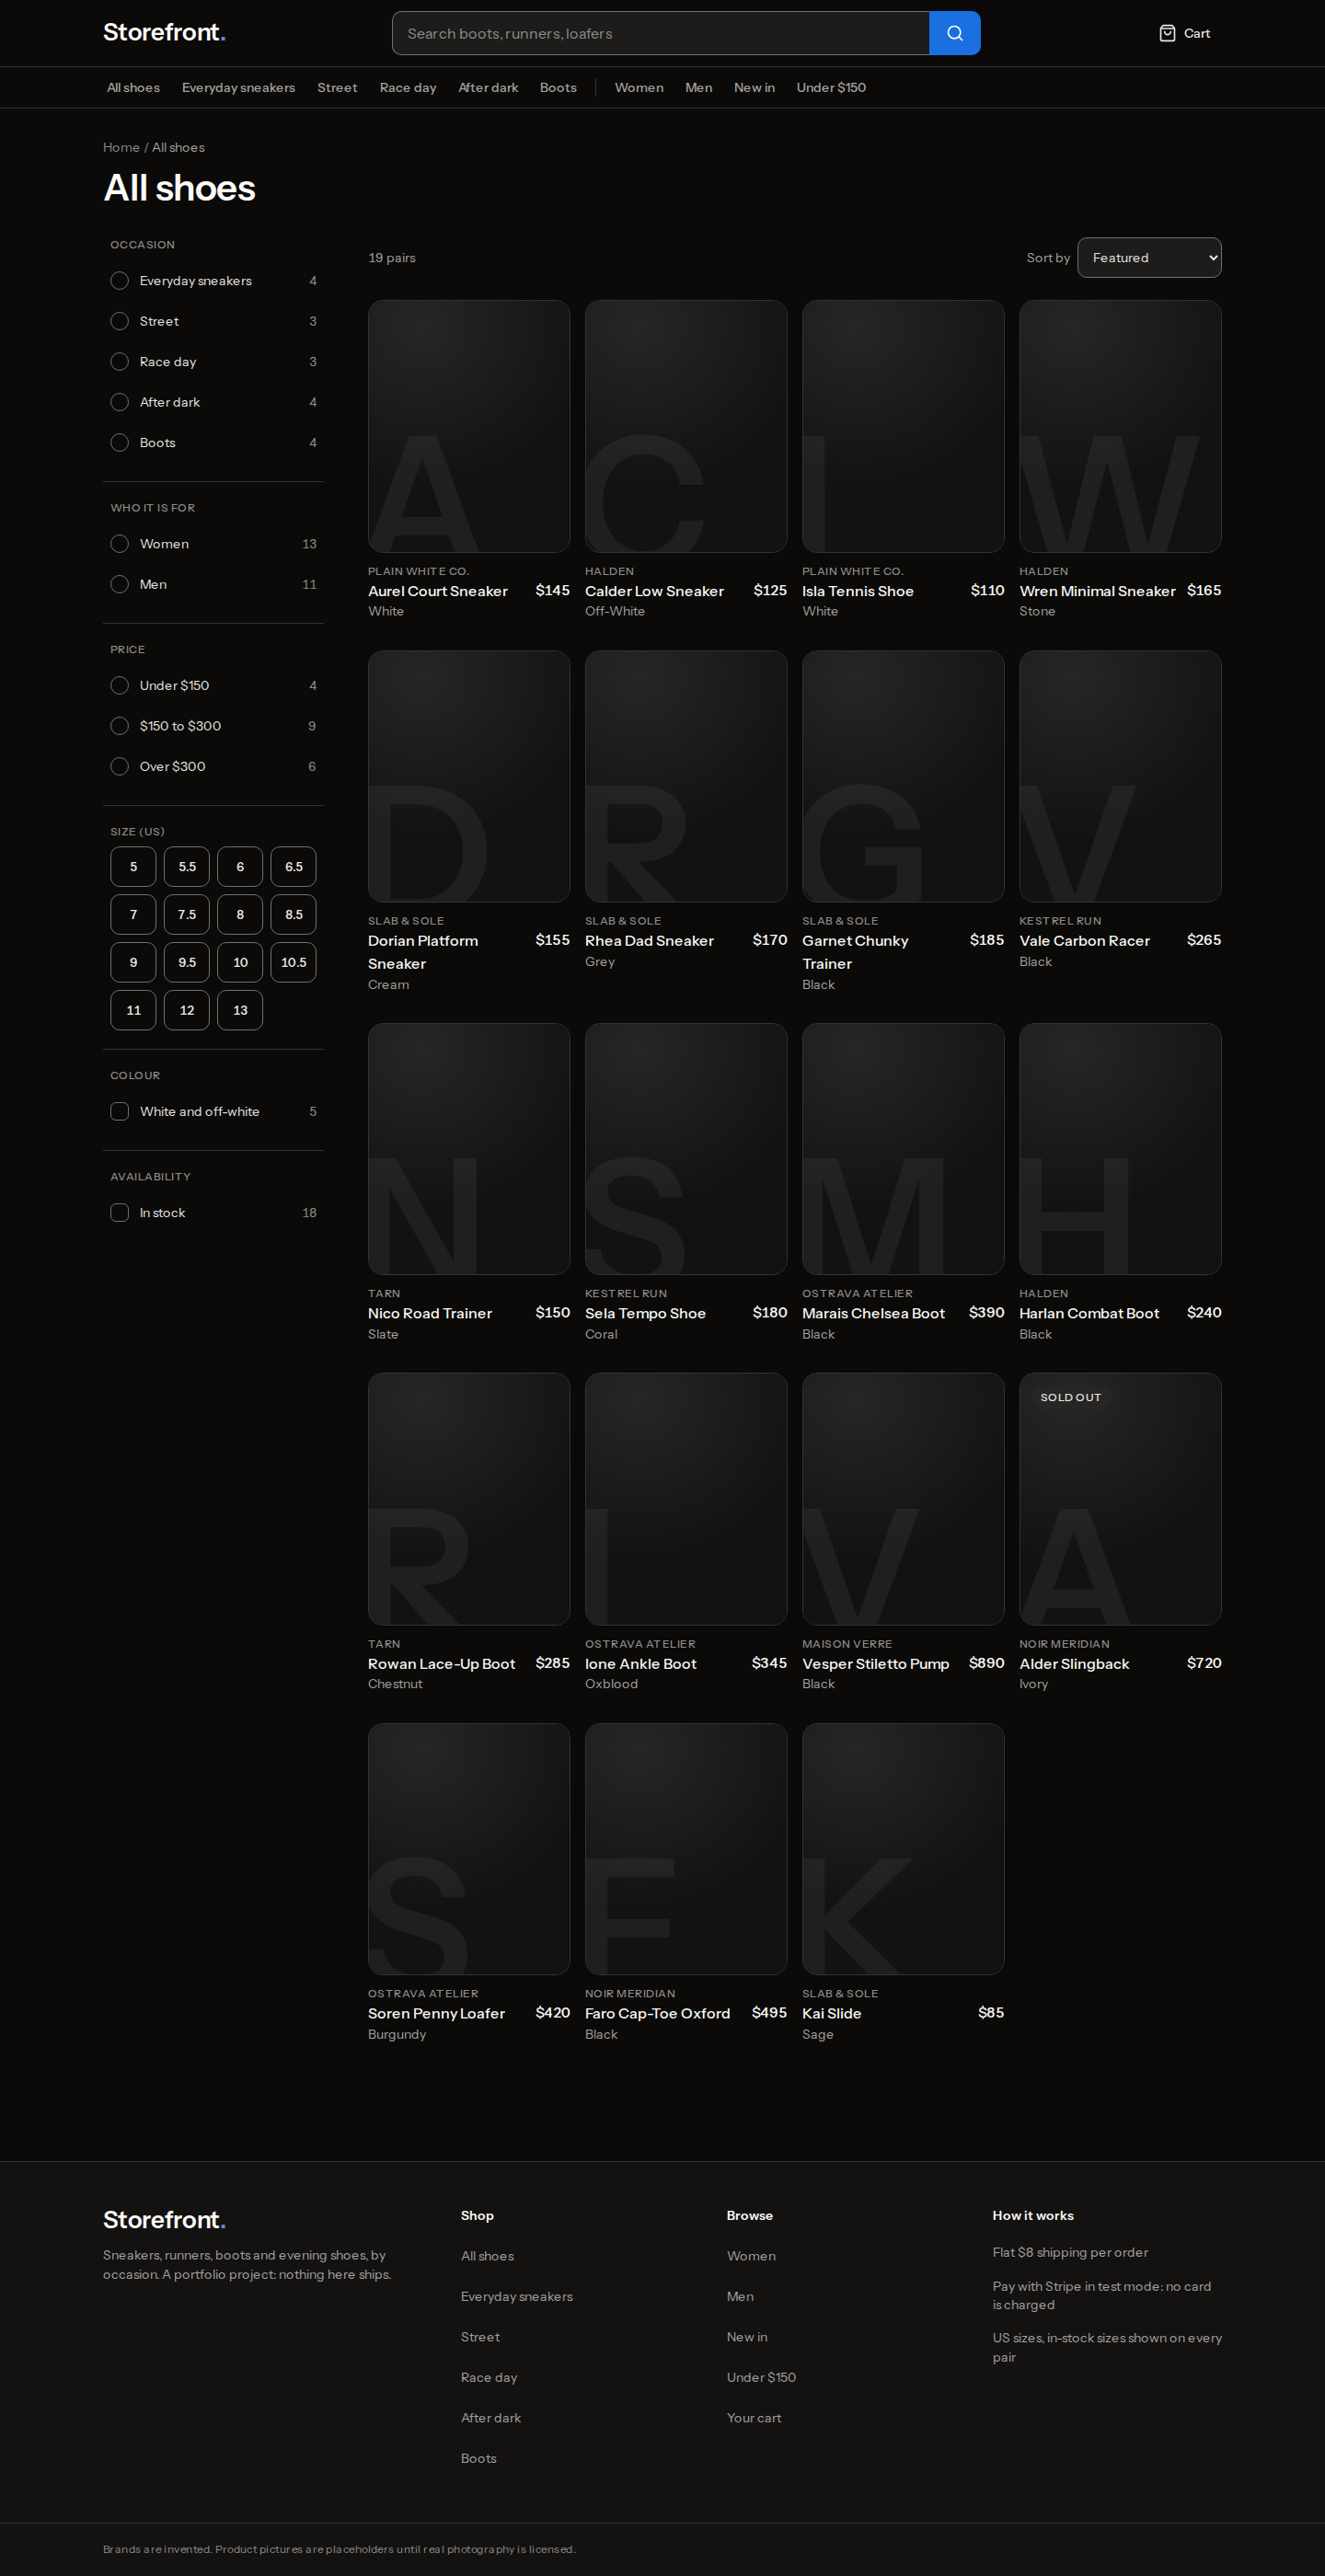 Storefront.
Search boots, runners, loafers
Cart
All shoes Everyday sneakers Street Race day After dark Boots Women Men New in Under $150
Home / All shoes
All shoes
OCCASION
Everyday sneakers 4
Street 3
Race day 3
After dark 4
Boots 4
WHO IT IS FOR
Women 13
Men 11
PRICE
Under $150 4
$150 to $300 9
Over $300 6
SIZE (US)
5 5.5 6 6.5
7 7.5 8 8.5
9 9.5 10 10.5
11 12 13
COLOUR
White and off-white 5
AVAILABILITY
In stock 18
19 pairs
Sort by Featured
A
PLAIN WHITE CO.
Aurel Court Sneaker $145
White
C
HALDEN
Calder Low Sneaker $125
Off-White
I
PLAIN WHITE CO.
Isla Tennis Shoe $110
White
W
HALDEN
Wren Minimal Sneaker $165
Stone
D
SLAB & SOLE
Dorian Platform $155
Sneaker
Cream
R
SLAB & SOLE
Rhea Dad Sneaker $170
Grey
G
SLAB & SOLE
Garnet Chunky $185
Trainer
Black
V
KESTREL RUN
Vale Carbon Racer $265
Black
N
TARN
Nico Road Trainer $150
Slate
S
KESTREL RUN
Sela Tempo Shoe $180
Coral
M
OSTRAVA ATELIER
Marais Chelsea Boot $390
Black
H
HALDEN
Harlan Combat Boot $240
Black
R
TARN
Rowan Lace-Up Boot $285
Chestnut
I
OSTRAVA ATELIER
Ione Ankle Boot $345
Oxblood
V
MAISON VERRE
Vesper Stiletto Pump $890
Black
SOLD OUT
A
NOIR MERIDIAN
Alder Slingback $720
Ivory
S
OSTRAVA ATELIER
Soren Penny Loafer $420
Burgundy
F
NOIR MERIDIAN
Faro Cap-Toe Oxford $495
Black
K
SLAB & SOLE
Kai Slide $85
Sage
Storefront.
Sneakers, runners, boots and evening shoes, by
occasion. A portfolio project: nothing here ships.
Shop
All shoes
Everyday sneakers
Street
Race day
After dark
Boots
Browse
Women
Men
New in
Under $150
Your cart
How it works
Flat $8 shipping per order
Pay with Stripe in test mode: no card
is charged
US sizes, in-stock sizes shown on every
pair
Brands are invented. Product pictures are placeholders until real photography is licensed.